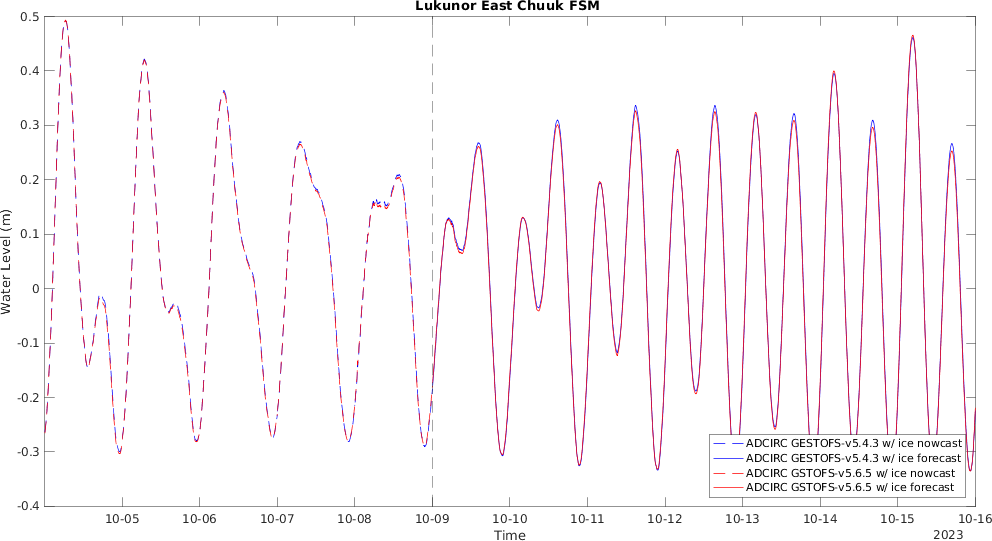 Lukunor East Chuuk FSM
0.5
0.4
0.3
0.2
0.1
0
-0.1
-0.2
-0.3
-0.4
Water Level (m)
ADCIRC GESTOFS-v5.4.3 w/ ice nowcast
ADCIRC GESTOFS-v5.4.3 w/ ice forecast
ADCIRC GSTOFS-v5.6.5 w/ ice nowcast
ADCIRC GSTOFS-v5.6.5 w/ ice forecast
10-05 10-06 10-07 10-08 10-09 10-10 10-11 10-12 10-13 10-14 10-15 10-16
Time
2023